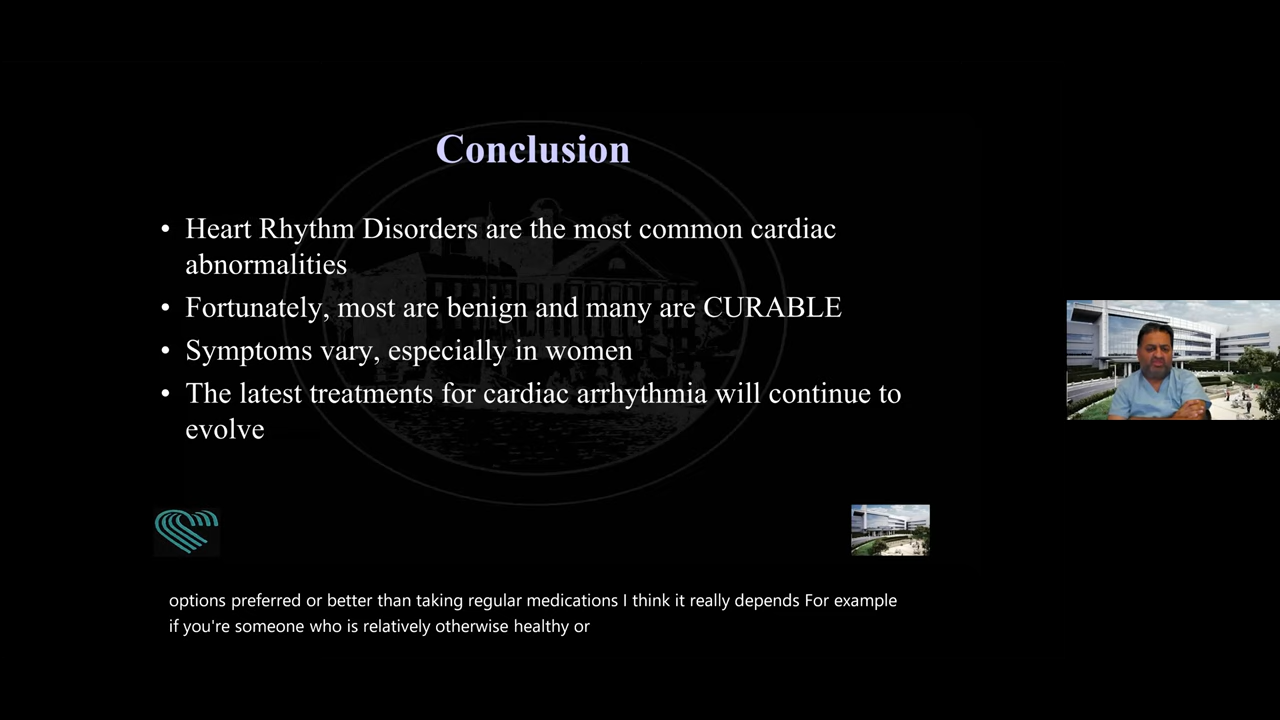 Conclusion
• Heart Rhythm Disorders are the most common cardiac
abnormalities
• Fortunately, most are benign and many are CURABLE
• Symptoms vary, especially in women
• The latest treatments for cardiac arrhythmia will continue to
evolve
options preferred or better than taking regular medications I think it really depends For example
if you're someone who is relatively otherwise healthy or